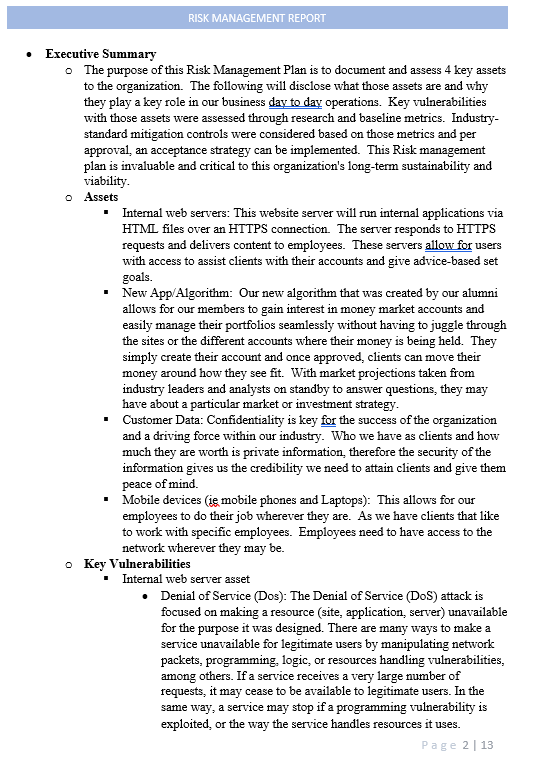 RISK MANAGEMENT REPORT
• Executive Summary
o The purpose of this Risk Management Plan is to document and assess 4 key assets
to the organization. The following will disclose what those assets are and why
they play a key role in our business day to day operations. Key vulnerabilities
with those assets were assessed through research and baseline metrics. Industry-
standard mitigation controls were considered based on those metrics and per
approval, an acceptance strategy can be implemented. This Risk management
plan is invaluable and critical to this organization's long-term sustainability and
viability.
o Assets
▪ Internal web servers: This website server will run internal applications via
HTML files over an HTTPS connection. The server responds to HTTPS
requests and delivers content to employees. These servers allow for users
with access to assist clients with their accounts and give advice-based set
goals.
▪ New App/Algorithm: Our new algorithm that was created by our alumni
allows for our members to gain interest in money market accounts and
easily manage their portfolios seamlessly without having to juggle through
the sites or the different accounts where their money is being held. They
simply create their account and once approved, clients can move their
money around how they see fit. With market projections taken from
industry leaders and analysts on standby to answer questions, they may
have about a particular market or investment strategy.
▪ Customer Data: Confidentiality is key for the success of the organization
and a driving force within our industry. Who we have as clients and how
much they are worth is private information, therefore the security of the
information gives us the credibility we need to attain clients and give them
peace of mind.
▪ Mobile devices (ie mobile phones and Laptops): This allows for our
employees to do their job wherever they are. As we have clients that like
to work with specific employees. Employees need to have access to the
network wherever they may be.
o Key Vulnerabilities
▪ Internal web server asset
• Denial of Service (Dos): The Denial of Service (DoS) attack is
focused on making a resource (site, application, server) unavailable
for the purpose it was designed. There are many ways to make a
service unavailable for legitimate users by manipulating network
packets, programming, logic, or resources handling vulnerabilities,
among others. If a service receives a very large number of
requests, it may cease to be available to legitimate users. In the
same way, a service may stop if a programming vulnerability is
exploited, or the way the service handles resources it uses.
Page 2 | 13